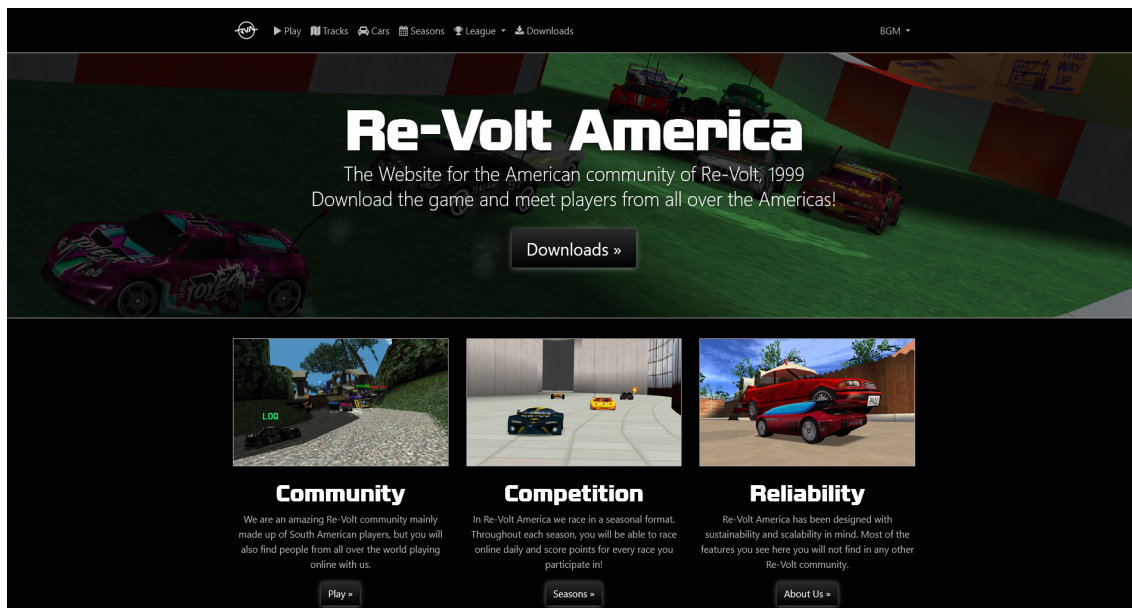 RVA Play Tracks Cars Seasons League Downloads BGM
THIS
WAY
UP
Re-Volt America
The Website for the American community of Re-Volt, 1999
Download the game and meet players from all over the Americas!
Downloads »
TOYECA
LOQ
Community
We are an amazing Re-Volt community mainly
made up of South American players, but you will
also find people from all over the world playing
online with us.
Play »
Competition
In Re-Volt America we race in a seasonal format.
Throughout each season, you will be able to race
online daily and score points for every race you
participate in!
Seasons »
Reliability
Re-Volt America has been designed with
sustainability and scalability in mind. Most of the
features you see here you will not find in any other
Re-Volt community.
About Us »